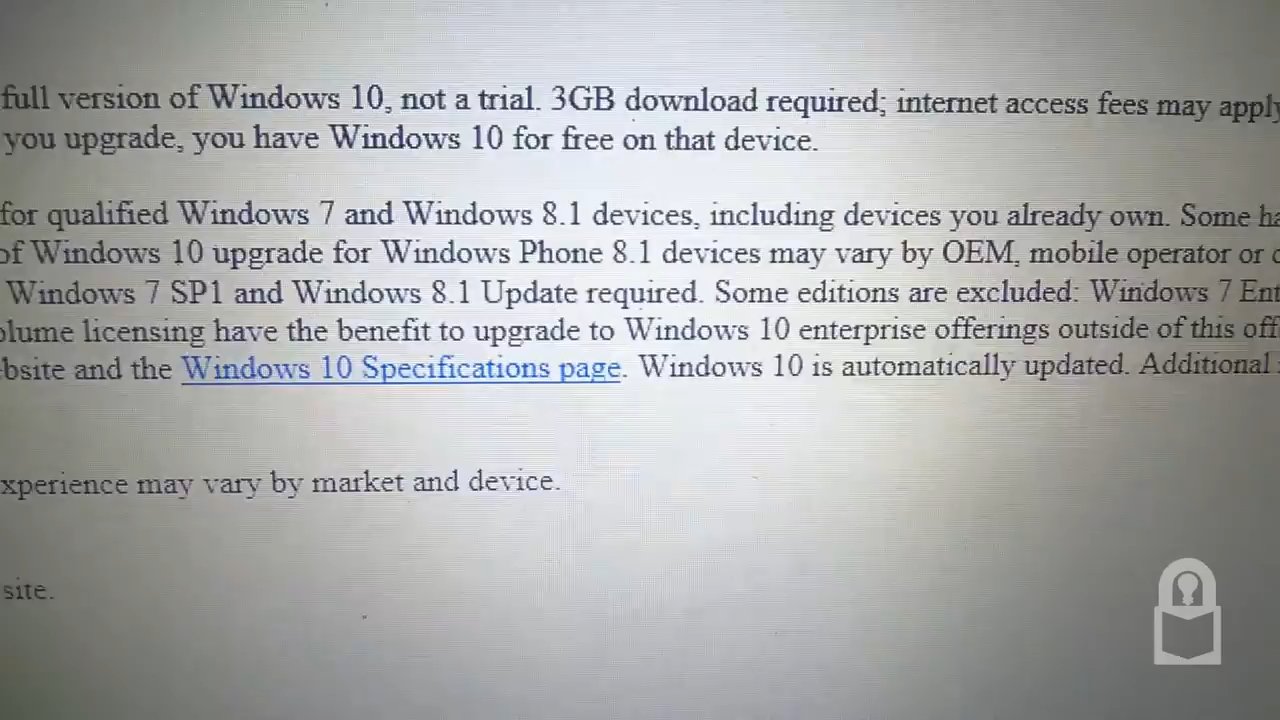 full version of Windows 10, not a trial. 3GB download required; internet access fees may apply
you upgrade, you have Windows 10 for free on that device.
for qualified Windows 7 and Windows 8.1 devices, including devices you already own. Some ha
of Windows 10 upgrade for Windows Phone 8.1 devices may vary by OEM, mobile operator or c
Windows 7 SP1 and Windows 8.1 Update required. Some editions are excluded: Windows 7 Ent
olume licensing have the benefit to upgrade to Windows 10 enterprise offerings outside of this off
bsite and the Windows 10 Specifications page. Windows 10 is automatically updated. Additional
xperience may vary by market and device.
site.